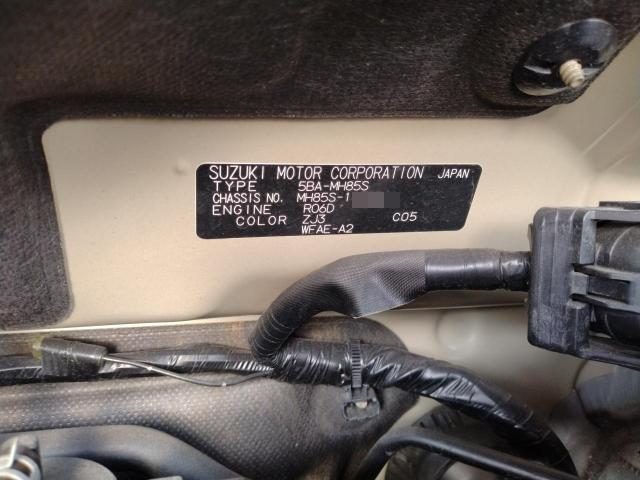 SUZUKI MOTOR CORPORATION JAPAN
TYPE 5BA-MH85S
CHASSIS NO. MH85S-1
ENGINE R06D
COLOR ZJ3 C05
WFAE-A2